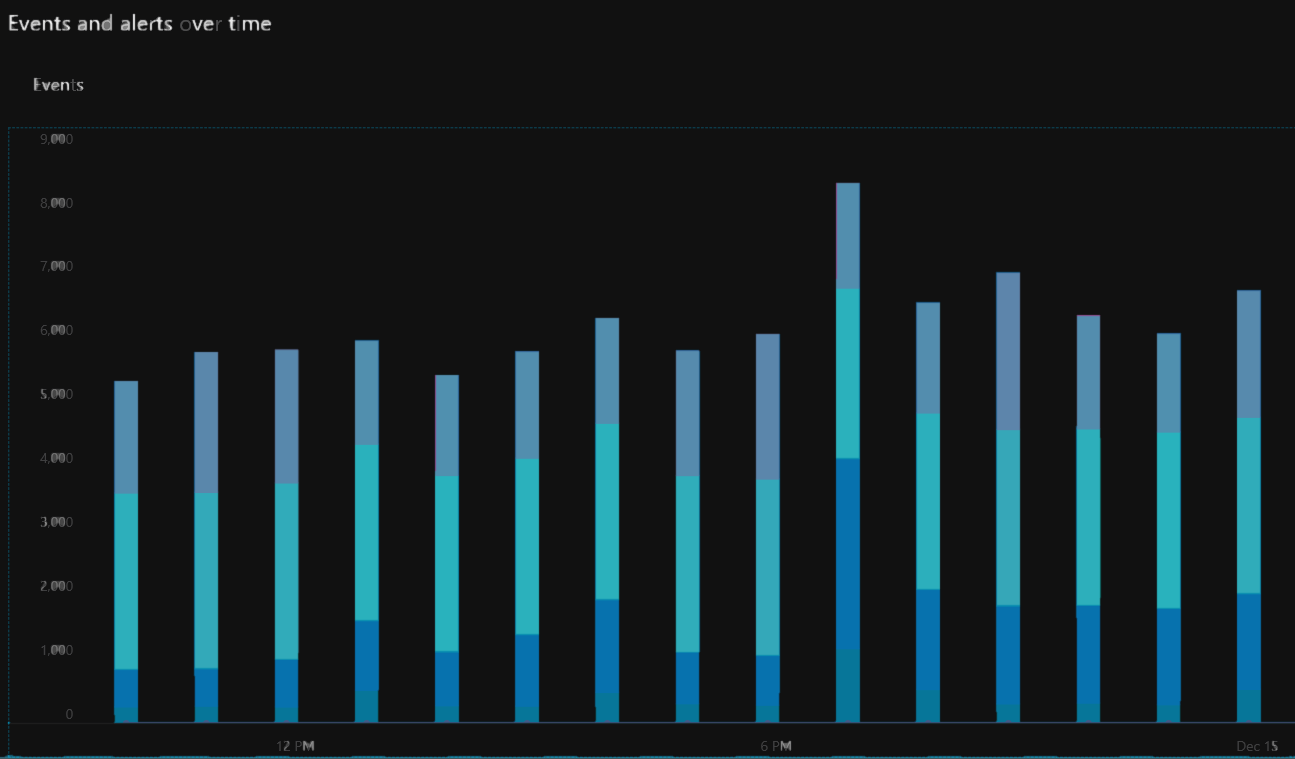 Events and alerts over time
Events
9,000
8,000
7,000
6,000
5,000
4,000
3,000
2,000
1,000
0
12 PM
6 PM
Dec 15